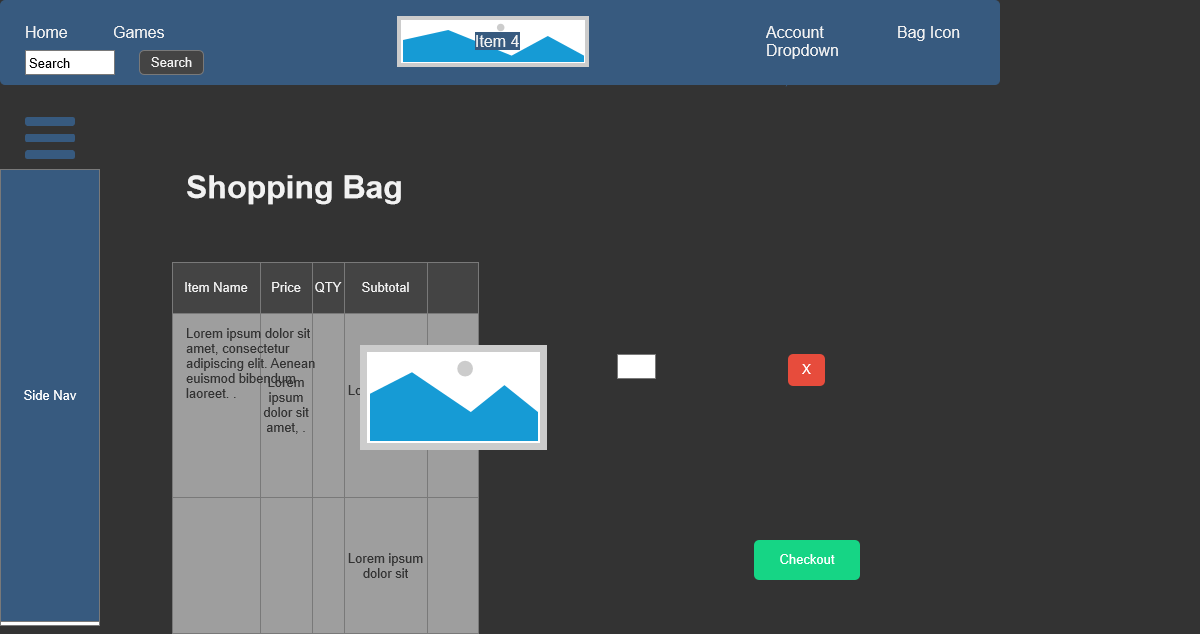 Home
Games
Item 4
Account
Dropdown
Bag Icon
Search
Search
Shopping Bag
Item Name
Price
QTY
Subtotal
Lorem ipsum dolor sit
amet, consectetur
adipiscing elit. Aenean
euismod bibendum
laoreet. .
Lorem
ipsum
dolor sit
amet, .
X
Side Nav
Lorem ipsum
dolor sit
Checkout